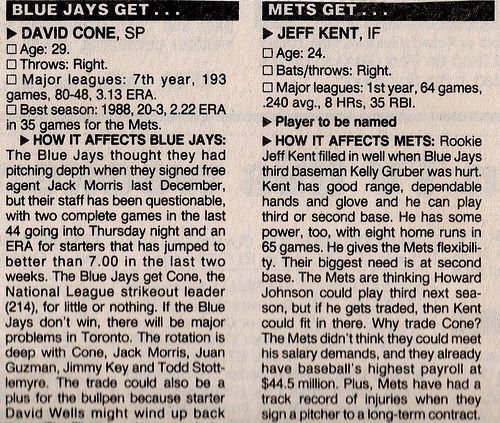 BLUE JAYS GET . . .
▶ DAVID CONE, SP
☐ Age: 29.
☐ Throws: Right.
☐ Major leagues: 7th year, 193
games, 80-48, 3.13 ERA.
☐ Best season: 1988, 20-3, 2.22 ERA
in 35 games for the Mets.
▶ HOW IT AFFECTS BLUE JAYS:
The Blue Jays thought they had
pitching depth when they signed free
agent Jack Morris last December,
but their staff has been questionable,
with two complete games in the last
44 going into Thursday night and an
ERA for starters that has jumped to
better than 7.00 in the last two
weeks. The Blue Jays get Cone, the
National League strikeout leader
(214), for little or nothing. If the Blue
Jays don't win, there will be major
problems in Toronto. The rotation is
deep with Cone, Jack Morris, Juan
Guzman, Jimmy Key and Todd Stott-
lemyre. The trade could also be a
plus for the bullpen because starter
David Wells might wind up back
METS GET . . .
▶ JEFF KENT, IF
☐ Age: 24.
☐ Bats/throws: Right.
☐ Major leagues: 1st year, 64 games,
.240 avg., 8 HRs, 35 RBI.
▶ Player to be named
▶ HOW IT AFFECTS METS: Rookie
Jeff Kent filled in well when Blue Jays
third baseman Kelly Gruber was hurt.
Kent has good range, dependable
hands and glove and he can play
third or second base. He has some
power, too, with eight home runs in
65 games. He gives the Mets flexibili-
ty. Their biggest need is at second
base. The Mets are thinking Howard
Johnson could play third next sea-
son, but if he gets traded, then Kent
could fit in there. Why trade Cone?
The Mets didn't think they could meet
his salary demands, and they already
have baseball's highest payroll at
$44.5 million. Plus, Mets have had a
track record of injuries when they
sign a pitcher to a long-term contract.